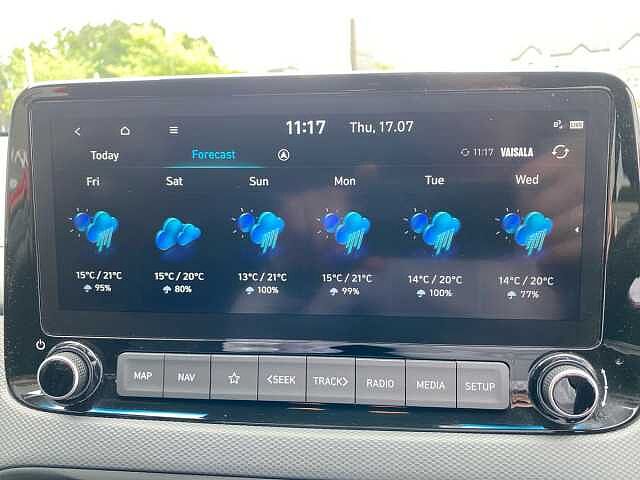 11:17 Thu, 17.07
Today Forecast 11:17 VAISALA
Fri Sat Sun Mon Tue Wed
15°C / 21°C 15°C / 20°C 13°C / 21°C 15°C / 21°C 14°C / 20°C 14°C / 20°C
95% 80% 100% 99% 100% 77%
MAP NAV <SEEK TRACK> RADIO MEDIA SETUP